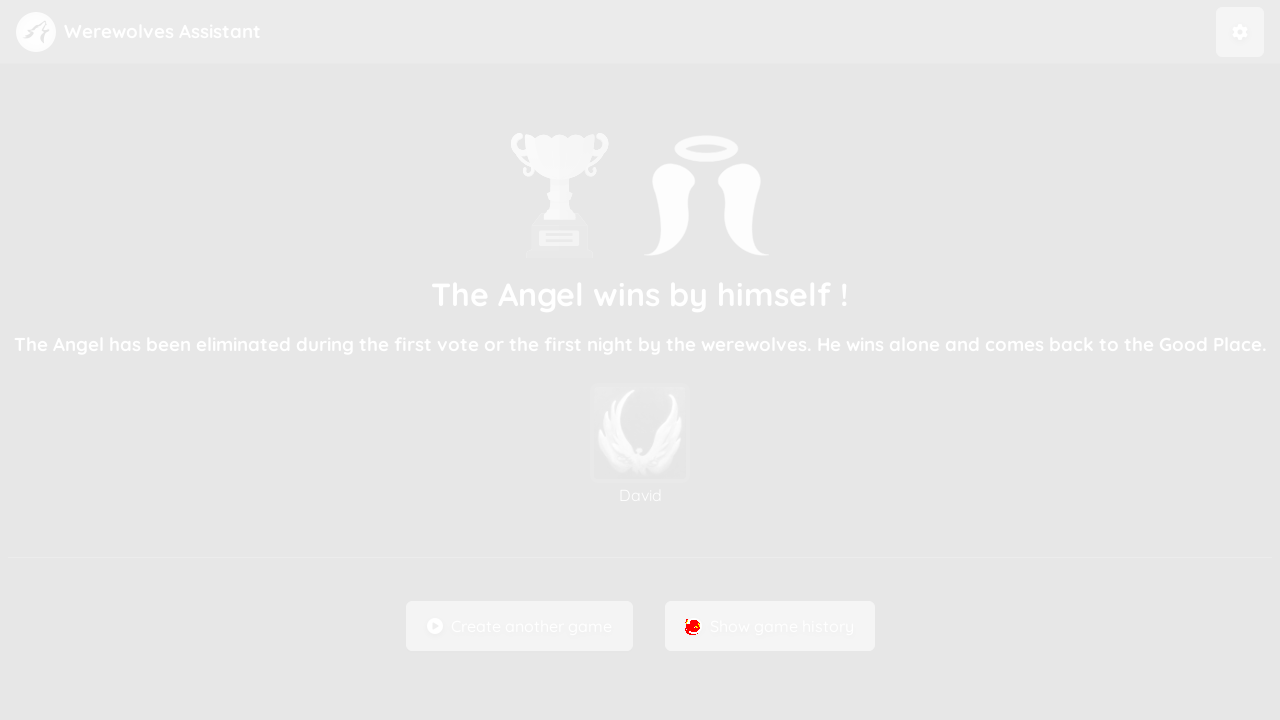 Werewolves Assistant
The Angel wins by himself !
The Angel has been eliminated during the first vote or the first night by the werewolves. He wins alone and comes back to the Good Place.
David
Create another game
Show game history